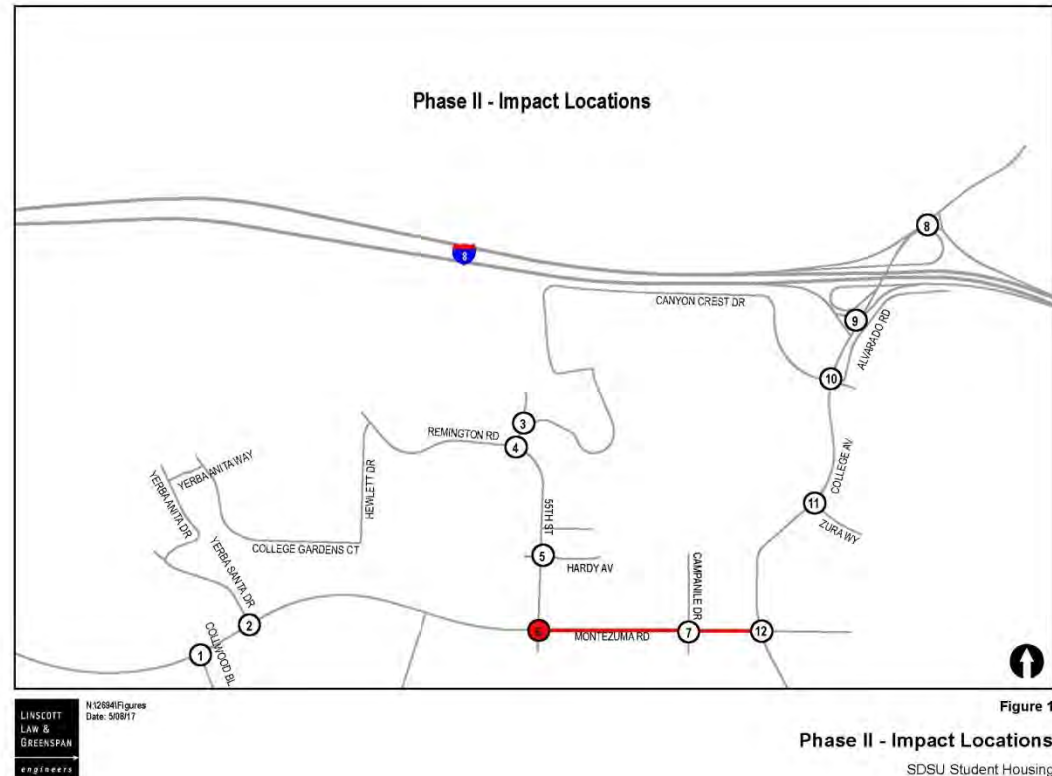 Phase II - Impact Locations
8
8
CANYON CREST DR
9
ALVARADO RD
10
3
REMINGTON RD
4
COLLEGE AV
YERBA ANITA WAY
HEWLETT DR
YERBA ANITA DR
55TH ST
11
ZURA WY
COLLEGE GARDENS CT
5
HARDY AV
YERBA SANTA DR
CAMPANILE DR
2
6
MONTEZUMA RD
7
12
1
COLLWOOD BL
LINSCOTT
LAW &
GREENSPAN
engineers
N:\2694\Figures
Date: 5/08/17
Figure 1
Phase II - Impact Locations
SDSU Student Housing